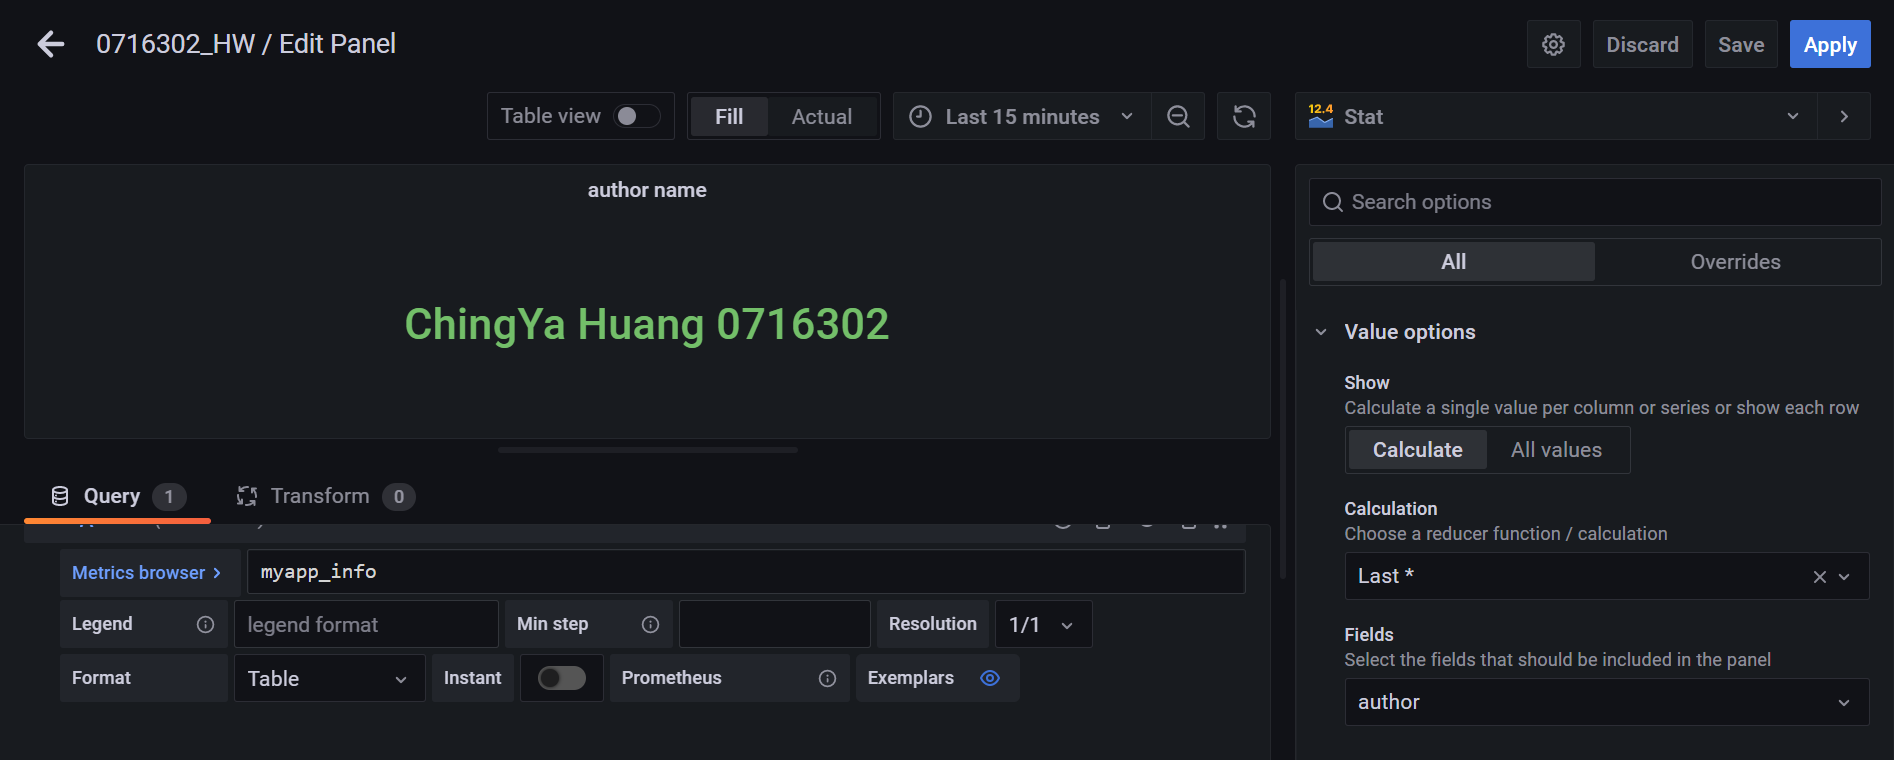 0716302_HW / Edit Panel
Discard
Save
Apply
Table view
Fill
Actual
Last 15 minutes
12.4
Stat
author name
ChingYa Huang 0716302
Search options
All
Overrides
Value options
Show
Calculate a single value per column or series or show each row
Calculate
All values
Calculation
Choose a reducer function / calculation
Last *
Fields
Select the fields that should be included in the panel
author
Query 1
Transform 0
Metrics browser >
myapp_info
Legend
legend format
Min step
Resolution
1/1
Format
Table
Instant
Prometheus
Exemplars